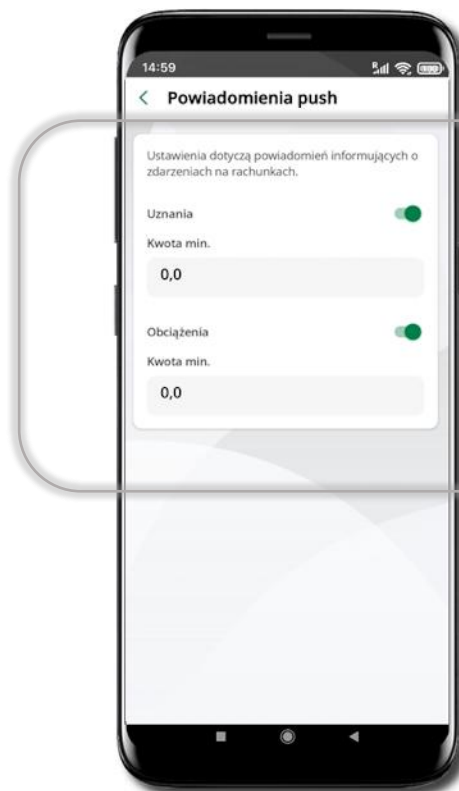 14:59
Powiadomienia push
Ustawienia dotyczą powiadomień informujących o
zdarzeniach na rachunkach.
Uznania
Kwota min.
0,0
Obciążenia
Kwota min.
0,0